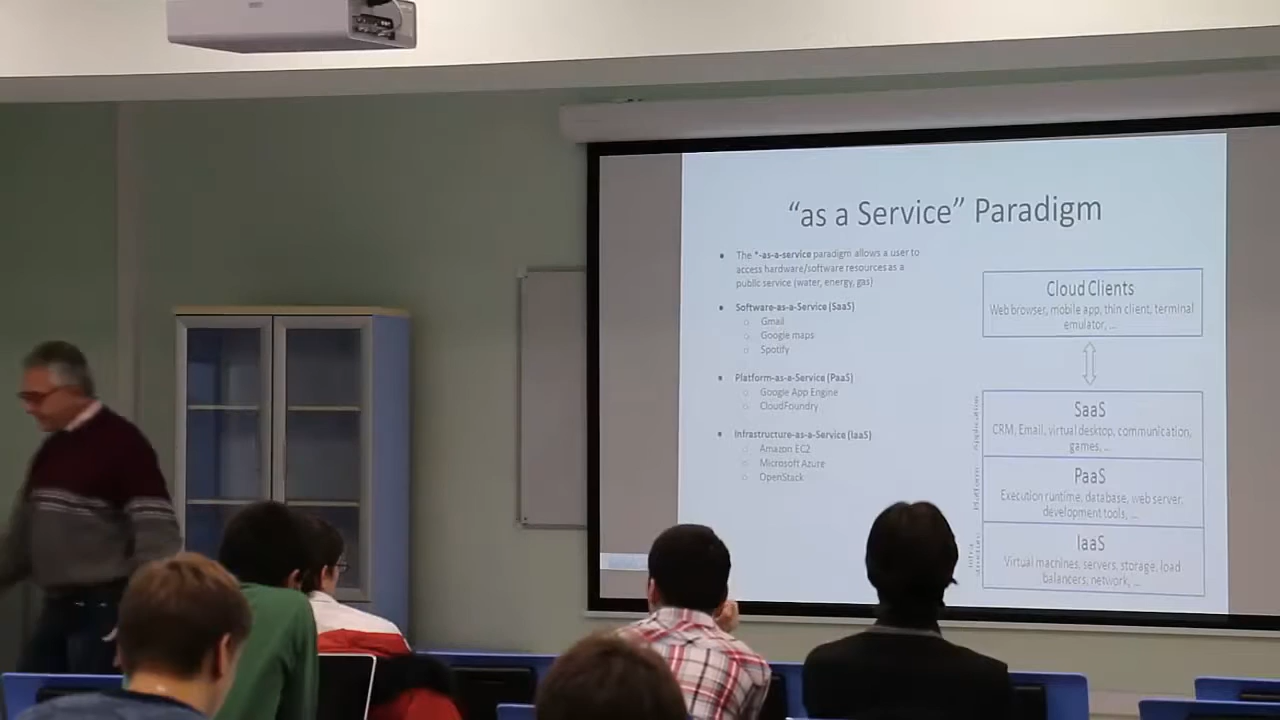 “as a Service” Paradigm
The *-as-a-service paradigm allows a user to
access hardware/software resources as a
public service (water, energy, gas)
Software-as-a-Service (SaaS)
Gmail
Google maps
Spotify
Platform-as-a-Service (PaaS)
Google App Engine
CloudFoundry
Infrastructure-as-a-Service (IaaS)
Amazon EC2
Microsoft Azure
OpenStack
Cloud Clients
Web browser, mobile app, thin client, terminal
emulator, ...
Application
SaaS
CRM, Email, virtual desktop, communication,
games, ...
Platform
PaaS
Execution runtime, database, web server,
development tools, ...
Infra
structure
IaaS
Virtual machines, servers, storage, load
balancers, network, ...